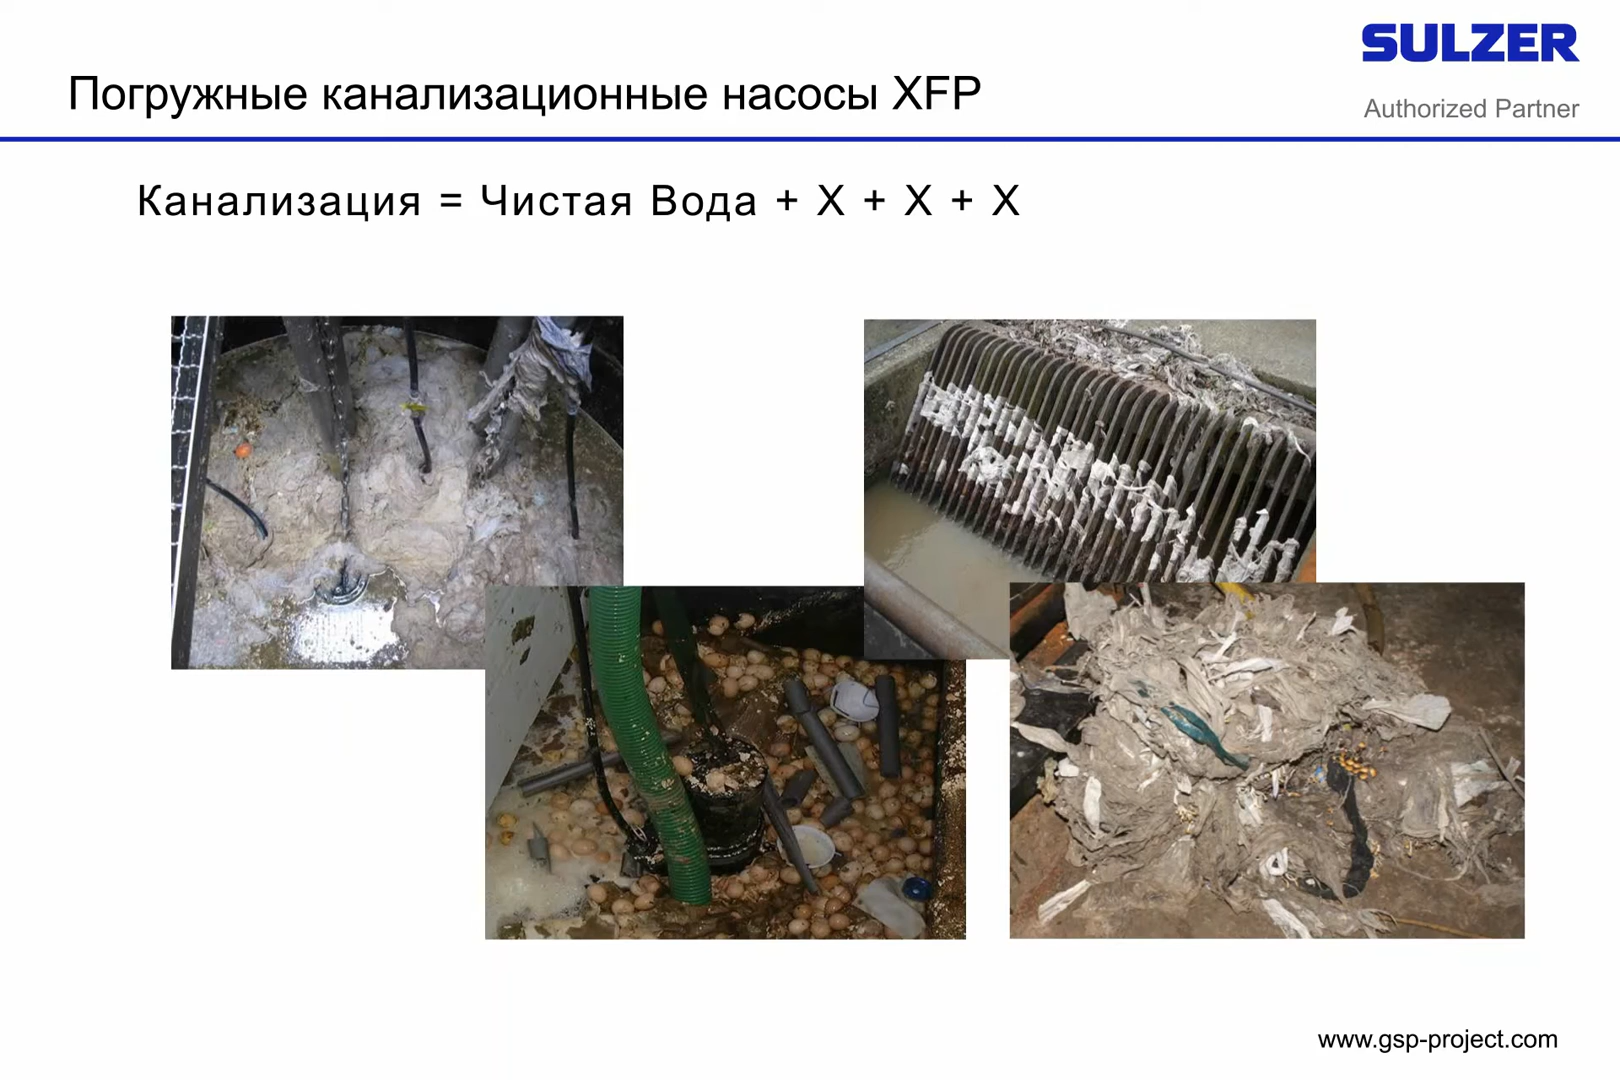 SULZER
Погружные канализационные насосы XFP
Authorized Partner
Канализация = Чистая Вода + X + X + X
www.gsp-project.com